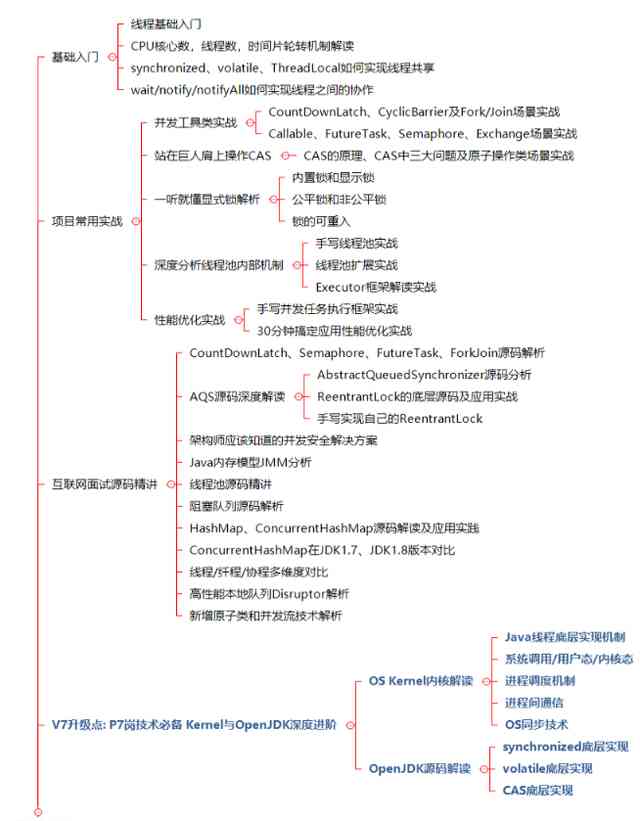 基础入门
线程基础入门
CPU核心数，线程数，时间片轮转机制解读
synchronized、volatile、ThreadLocal如何实现线程共享
wait/notify/notifyAll如何实现线程之间的协作
项目常用实战
并发工具类实战
CountDownLatch、CyclicBarrier及Fork/Join场景实战
Callable、FutureTask、Semaphore、Exchange场景实战
站在巨人肩上操作CAS
CAS的原理、CAS中三大问题及原子操作类场景实战
一听就懂显式锁解析
内置锁和显示锁
公平锁和非公平锁
锁的可重入
深度分析线程池内部机制
手写线程池实战
线程池扩展实战
Executor框架解读实战
性能优化实战
手写并发任务执行框架实战
30分钟搞定应用性能优化实战
互联网面试源码精讲
CountDownLatch、Semaphore、FutureTask、ForkJoin源码解析
AQS源码深度解读
AbstractQueuedSynchronizer源码分析
ReentrantLock的底层源码及应用实战
手写实现自己的ReentrantLock
架构师应该知道的并发安全解决方案
Java内存模型JMM分析
线程池源码精讲
阻塞队列源码解析
HashMap、ConcurrentHashMap源码解读及应用实践
ConcurrentHashMap在JDK1.7、JDK1.8版本对比
线程/纤程/协程多维度对比
高性能本地队列Disruptor解析
新增原子类和并发流技术解析
V7升级点: P7岗技术必备 Kernel与OpenJDK深度进阶
OS Kernel内核解读
Java线程底层实现机制
系统调用/用户态/内核态
进程调度机制
进程间通信
OS同步技术
OpenJDK源码解读
synchronized底层实现
volatile底层实现
CAS底层实现